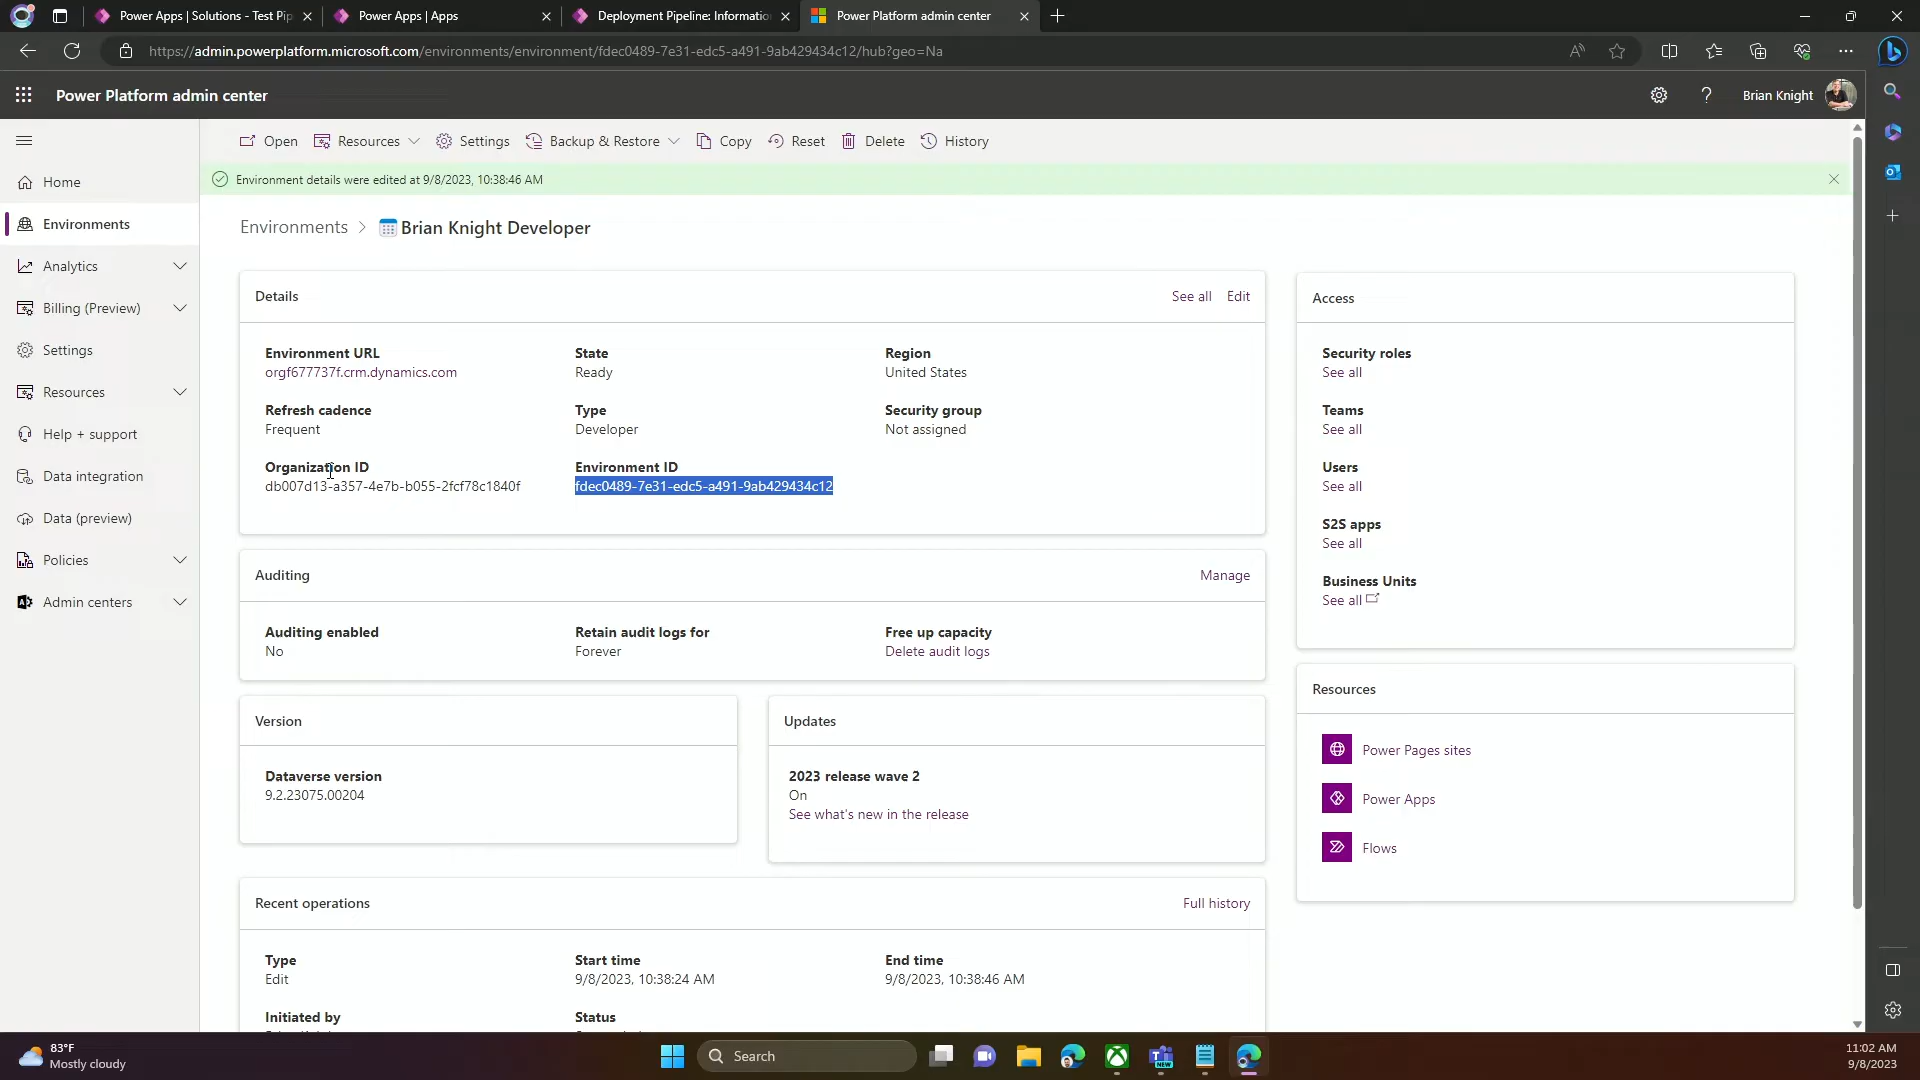 Power Apps | Solutions - Test Pip
Power Apps | Apps
Deployment Pipeline: Informatio
Power Platform admin center
https://admin.powerplatform.microsoft.com/environments/environment/fdec0489-7e31-edc5-a491-9ab429434c12/hub?geo=Na
Power Platform admin center
Brian Knight
Open
Resources
Settings
Backup & Restore
Copy
Reset
Delete
History
Environment details were edited at 9/8/2023, 10:38:46 AM
Home
Environments
Analytics
Billing (Preview)
Settings
Resources
Help + support
Data integration
Data (preview)
Policies
Admin centers
Environments > Brian Knight Developer
Details
See all
Edit
Environment URL
orgf677737f.crm.dynamics.com
State
Ready
Region
United States
Refresh cadence
Frequent
Type
Developer
Security group
Not assigned
Organization ID
db007d13-a357-4e7b-b055-2fcf78c1840f
Environment ID
fdec0489-7e31-edc5-a491-9ab429434c12
Auditing
Manage
Auditing enabled
No
Retain audit logs for
Forever
Free up capacity
Delete audit logs
Version
Dataverse version
9.2.23075.00204
Updates
2023 release wave 2
On
See what's new in the release
Recent operations
Full history
Type
Edit
Start time
9/8/2023, 10:38:24 AM
End time
9/8/2023, 10:38:46 AM
Initiated by
Status
Access
Security roles
See all
Teams
See all
Users
See all
S2S apps
See all
Business Units
See all
Resources
Power Pages sites
Power Apps
Flows
83°F
Mostly cloudy
Search
NEW
11:02 AM
9/8/2023